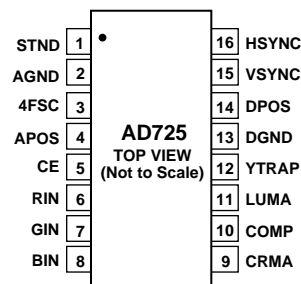 STND 1 16 HSYNC
AGND 2 15 VSYNC
4FSC 3 14 DPOS
APOS 4 13 DGND
CE 5 12 YTRAP
RIN 6 11 LUMA
GIN 7 10 COMP
BIN 8 9 CRMA
AD725
TOP VIEW
(Not to Scale)